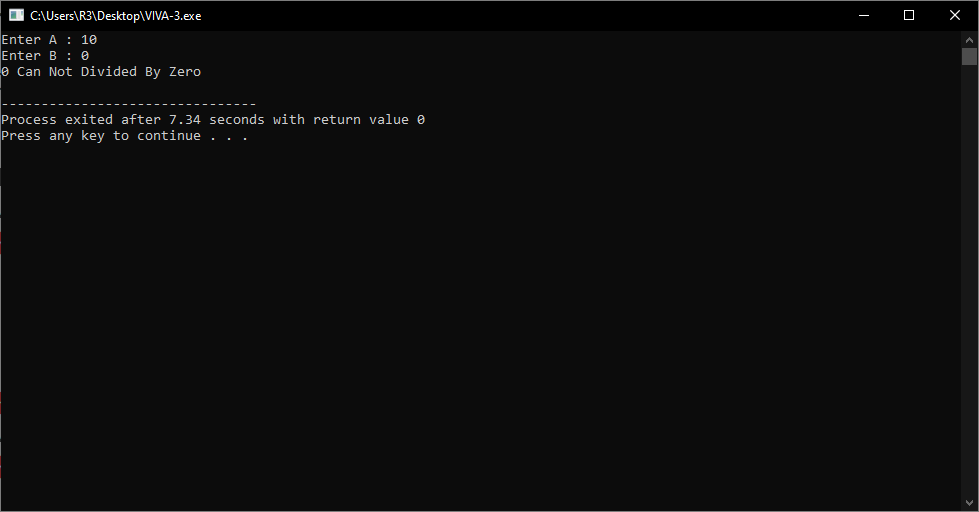 C:\Users\R3\Desktop\VIVA-3.exe
Enter A : 10
Enter B : 0
0 Can Not Divided By Zero
--------------------------------
Process exited after 7.34 seconds with return value 0
Press any key to continue . . .